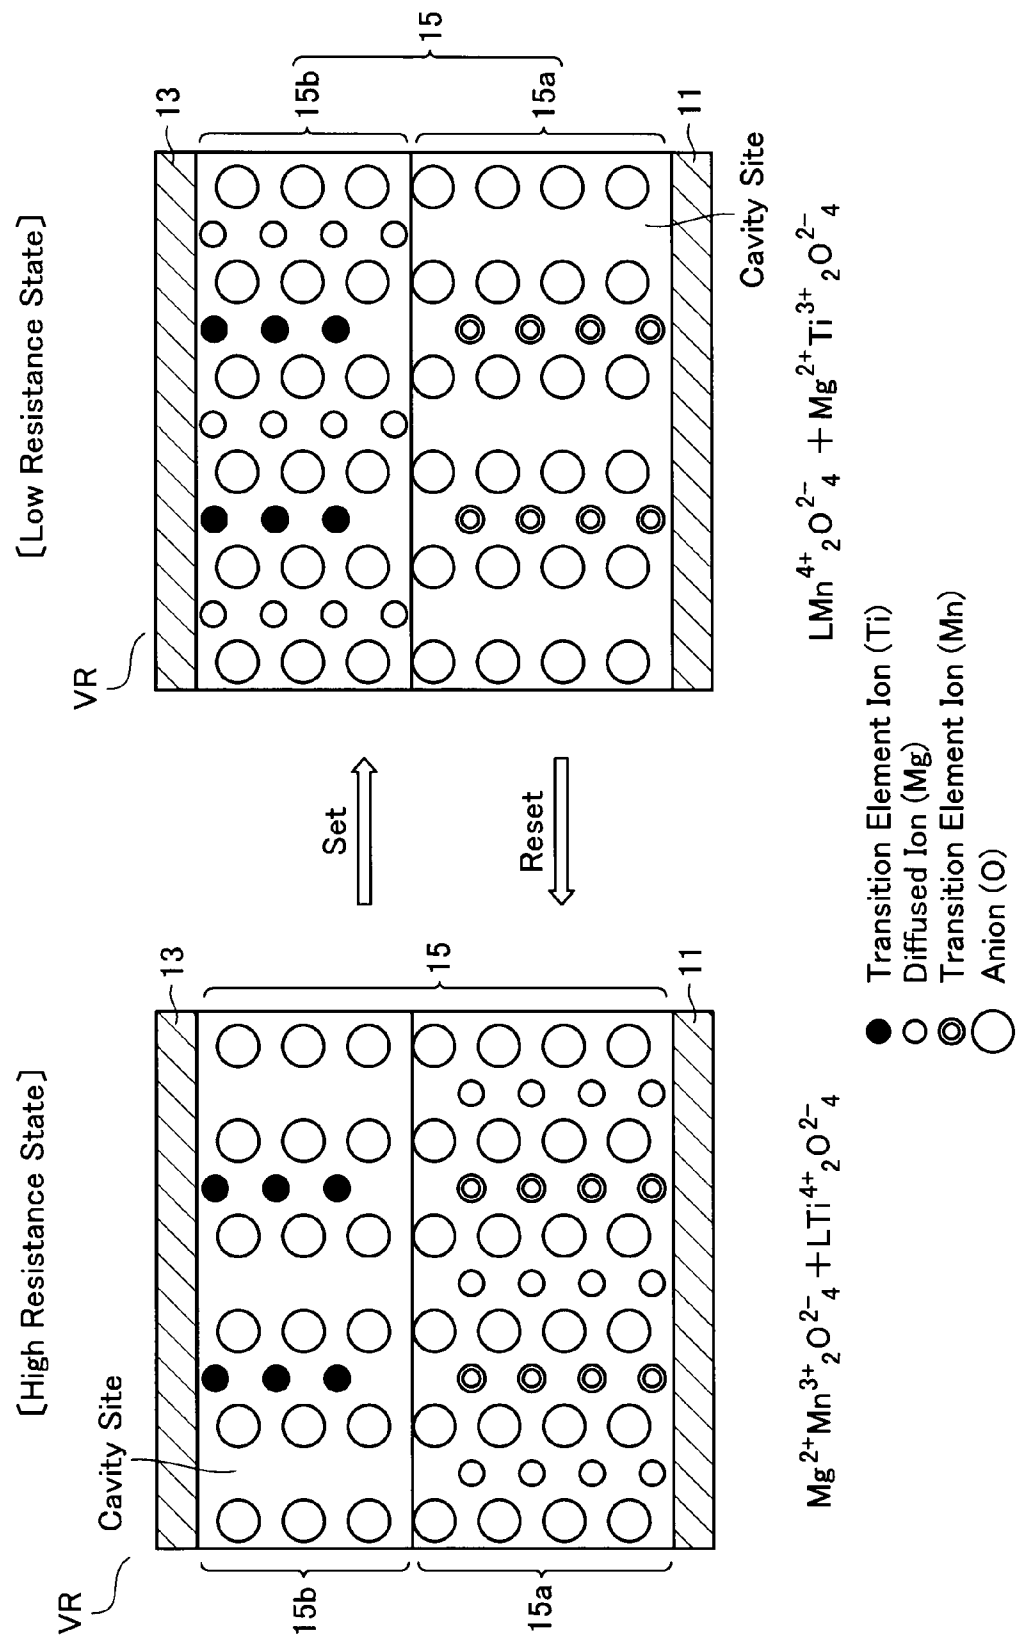 [High Resistance State]
VR
Cavity Site
13
15b
15
15a
11
Mg2+Mn3+2O2-4 + LTi4+2O2-4
Set
Reset
[Low Resistance State]
VR
13
15b
15
15a
11
Cavity Site
LMn4+2O2-4 + Mg2+Ti3+2O2-4
Transition Element Ion (Ti)
Diffused Ion (Mg)
Transition Element Ion (Mn)
Anion (O)